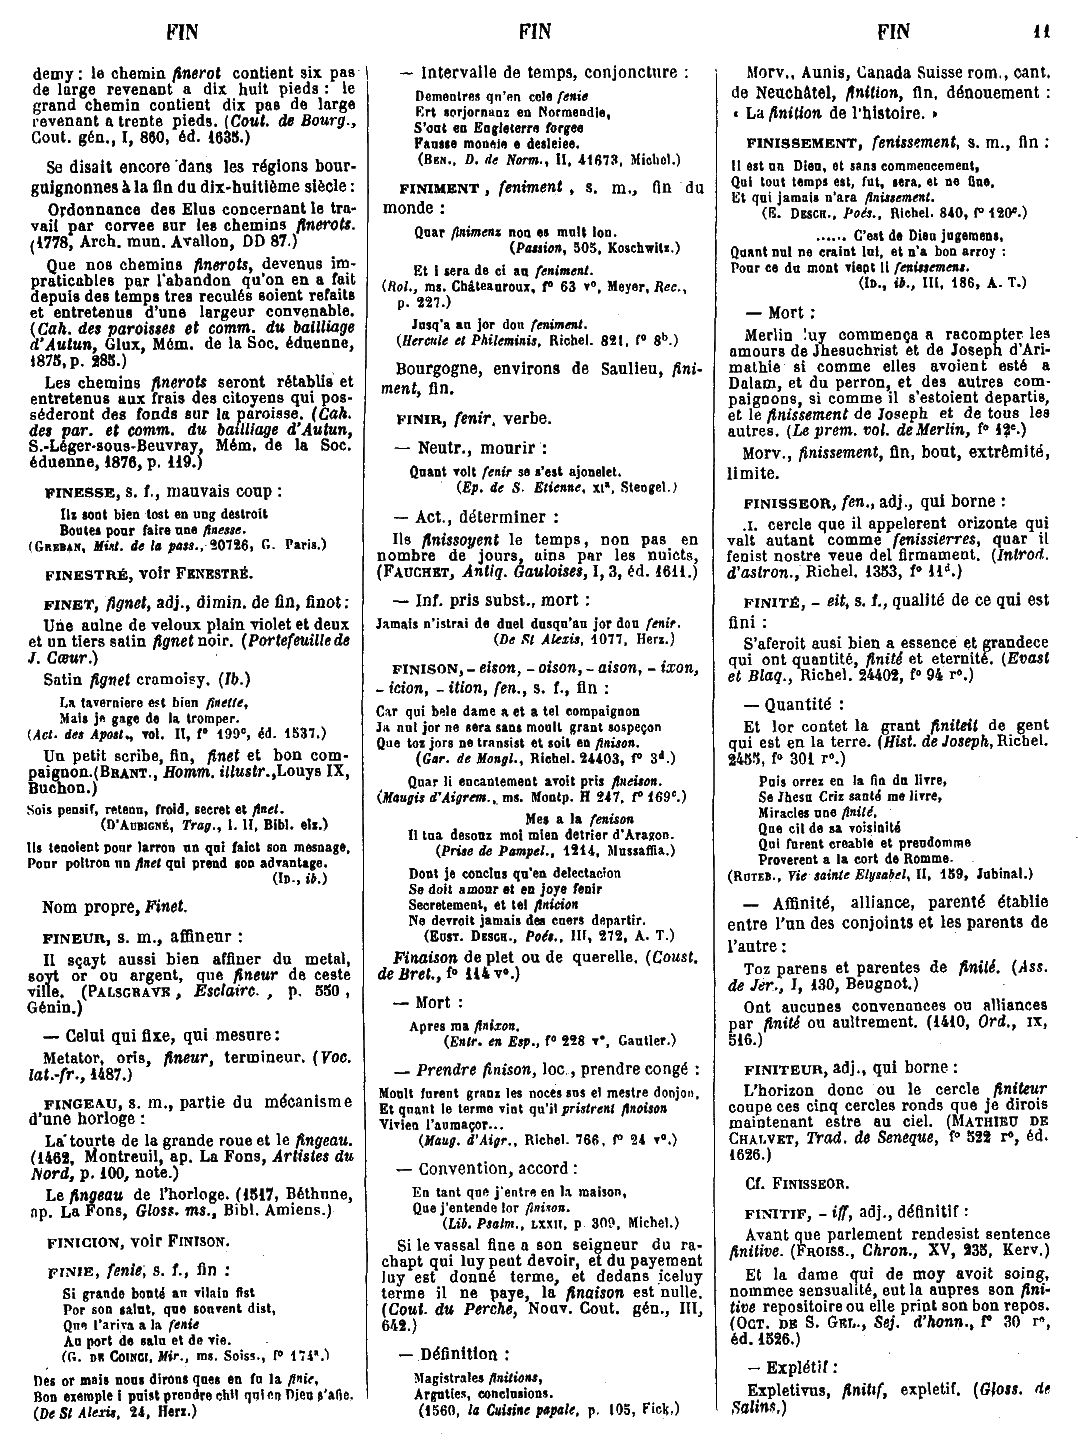 FIN
FIN
FIN
11
demy : le chemin finerot contient six pas
de large revenant a dix huit pieds : le
grand chemin contient dix pas de large
revenant a trente pieds. (Cout. de Bourg.,
Cout. gén., I, 860, éd. 1635.)
Se disait encore dans les régions bour-
guignonnes à la fin du dix-huitième siècle :
Ordonnance des Elus concernant le tra-
vail par corvee sur les chemins finerots.
(1778, Arch. mun. Avallon, DD 87.)
Que nos chemins finerots, devenus im-
praticables par l'abandon qu'on en a fait
depuis des temps tres reculés soient refaits
et entretenus d'une largeur convenable.
(Cah. des paroisses et comm. du bailliage
d'Autun, Glux, Mém. de la Soc. éduenne,
1875, p. 285.)
Les chemins finerots seront rétablis et
entretenus aux frais des citoyens qui pos-
séderont des fonds sur la paroisse. (Cah.
des par. et comm. du bailliage d'Autun,
S.-Léger-sous-Beuvray, Mém. de la Soc.
éduenne, 1876, p. 119.)
FINESSE, s. f., mauvais coup :
Ilz sont bien tost en ung destroit
Boutes pour faire une finesse.
(GREBAN, Mist. de la pass., 20726, G. Paris.)
FINESTRÉ, voir FENESTRÉ.
FINET, fignet, adj., dimin. de fin, finot :
Une aulne de veloux plain violet et deux
et un tiers satin fignet noir. (Portefeuille de
J. Cœur.)
Satin fignet cramoisy. (Ib.)
La taverniere est bien finette,
Mais je gage de la tromper.
(Act. des Apost., vol. II, fº 199ᶜ, éd. 1537.)
Un petit scribe, fin, finet et bon com-
paignon. (BRANT., Homm. illustr., Louys IX,
Buchon.)
Sois pensif, retenu, froid, secret et finet.
(D'AUBIGNÉ, Trag., l. II, Bibl. elz.)
Ils tenoient pour larron un qui faict son mesnage,
Pour poltron un finet qui prend son advantage.
(ID., ib.)
Nom propre, Finet.
FINEUR, s. m., affineur :
Il sçayt aussi bien affiner du metal,
soyt or ou argent, que fineur de ceste
ville. (PALSGRAVE, Esclairc., p. 550,
Génin.)
— Celui qui fixe, qui mesure :
Metator, oris, fineur, termineur. (Voc.
lat.-fr., 1487.)
FINGEAU, s. m., partie du mécanisme
d'une horloge :
La tourte de la grande roue et le fingeau.
(1462, Montreuil, ap. La Fons, Artistes du
Nord, p. 100, note.)
Le fingeau de l'horloge. (1517, Béthune,
ap. La Fons, Gloss. ms., Bibl. Amiens.)
FINICION, voir FINISON.
FINIE, fenie, s. f., fin :
Si grande bonté au vilain fist
Por son salut, que souvent dist,
Que l'ariva a la fenie
Au port de salu et de vie.
(G. DE COINCI, Mir., ms. Soiss., fº 174ᵃ.)
Des or mais nous dirons ques en fu la finie,
Bon exemple i puist prendre chil qui en Dieu s'afie.
(De St Alexis, 24, Herz.)
— Intervalle de temps, conjoncture :
Dementres qu'en cele fenie
Ert sorjornanz en Normendie,
S'out en Engleterre forgee
Fausse moneie e desleiee.
(BEN., D. de Norm., II, 41673, Michel.)
FINIMENT, feniment, s. m., fin du
monde :
Quar finimenz non es mult lon.
(Passion, 505, Koschwitz.)
Et i sera de ci au feniment.
(Rol., ms. Châteauroux, fº 63 vº, Meyer, Rec.,
p. 227.)
Jusq'a au jor dou feniment.
(Hercule et Phileminis, Richel. 821, fº 8ᵇ.)
Bourgogne, environs de Saulieu, fini-
ment, fin.
FINIR, fenir, verbe.
— Neutr., mourir :
Quant volt fenir se s'est ajonelet.
(Ep. de S. Etienne, XIᵃ, Stengel.)
— Act., déterminer :
Ils finissoyent le temps, non pas en
nombre de jours, ains par les nuicts,
(FAUCHET, Antiq. Gauloises, I, 3, éd. 1611.)
— Inf. pris subst., mort :
Jamais n'istrai de duel dusqu'au jor dou fenir.
(De St Alexis, 1077, Herz.)
FINISON, - eison, - oison, - aison, - ixon,
- icion, - ition, fen., s. f., fin :
Car qui bele dame a et a tel compaignon
Ja nul jor ne sera sans moult grant sospeçon
Que toz jors ne transist et soit en finison.
(Gar. de Mongl., Richel. 24403, fº 3ᵈ.)
Quar li encantement avoit pris fineison.
(Maugis d'Aigrem., ms. Montp. H 247, fº 169ᶜ.)
Mes a la fenison
Il tua desouz moi mien detrier d'Aragon.
(Prise de Pampel., 1214, Mussafia.)
Dont je conclus qu'en delectacion
Se doit amour et en joye fenir
Secretement, et tel finicion
Ne devroit jamais des cuers departir.
(EUST. DESCH., Poés., III, 272, A. T.)
Finaison de plet ou de querelle. (Coust.
de Bret., fº 114 vº.)
— Mort :
Apres ma finixon.
(Entr. en Esp., fº 228 vº, Gautier.)
— Prendre finison, loc., prendre congé :
Moult furent granz les noces sus el mestre donjon,
Et quant le terme vint qu'il pristrent finoison
Vivien l'aumaçor...
(Maug. d'Aigr., Richel. 766, fº 24 vº.)
— Convention, accord :
En tant que j'entre en la maison,
Que j'entende lor finison.
(Lib. Psalm., LXXII, p. 309, Michel.)
Si le vassal fine a son seigneur du ra-
chapt qui luy peut devoir, et du payement
luy est donné terme, et dedans iceluy
terme il ne paye, la finaison est nulle.
(Cout. du Perche, Nouv. Cout. gén., III,
642.)
— Définition :
Magistrales finitions,
Arguties, conclusions.
(1560, la Cuisine papale, p. 105, Fick.)
Morv., Aunis, Canada Suisse rom., cant.
de Neuchâtel, finition, fin, dénouement :
« La finition de l'histoire. »
FINISSEMENT, fenissement, s. m., fin :
Il est un Dieu, et sans commencement,
Qui tout temps est, fut, sera, et ne fine,
Et qui jamais n'ara finissement.
(E. DESCH., Poés., Richel. 840, fº 120ᶜ.)
...... C'est de Dieu jugemens,
Quant nul ne craint lui, et n'a bon arroy :
Pour ce du mont vient li fenissemens.
(ID., ib., III, 186, A. T.)
— Mort :
Merlin luy commença a racompter les
amours de Jhesuchrist et de Joseph d'Ari-
mathie si comme elles avoient esté a
Dalam, et du perron, et des autres com-
paignons, si comme il s'estoient departis,
et le finissement de Joseph et de tous les
autres. (Le prem. vol. de Merlin, fº 12ᶜ.)
Morv., finissement, fin, bout, extrêmité,
limite.
FINISSEOR, fen., adj., qui borne :
.I. cercle que il appelerent orizonte qui
valt autant comme fenissierres, quar il
fenist nostre veue del firmament. (Introd.
d'astron., Richel. 1353, fº 11ᵈ.)
FINITÉ, - eit, s. f., qualité de ce qui est
fini :
S'aferoit ausi bien a essence et grandece
qui ont quantité, finité et eternité. (Evast
et Blaq., Richel. 24402, fº 94 rº.)
— Quantité :
Et lor contet la grant finiteit de gent
qui est en la terre. (Hist. de Joseph, Richel.
2455, fº 301 rº.)
Puis orrez en la fin du livre,
Se Jhesu Criz santé me livre,
Miracles une finité,
Que cil de sa voisinité
Qui furent creablé et preudomme
Proverent a la cort de Romme.
(RUTEB., Vie sainte Elysabel, II, 159, Jubinal.)
— Affinité, alliance, parenté établie
entre l'un des conjoints et les parents de
l'autre :
Toz parens et parentes de finité. (Ass.
de Jér., I, 130, Beugnot.)
Ont aucunes convenances ou alliances
par finité ou aultrement. (1410, Ord., IX,
516.)
FINITEUR, adj., qui borne :
L'horizon donc ou le cercle finiteur
coupe ces cinq cercles ronds que je dirois
maintenant estre au ciel. (MATHIEU DE
CHALVET, Trad. de Seneque, fº 522 rº, éd.
1626.)
Cf. FINISSEOR.
FINITIF, - iff, adj., définitif :
Avant que parlement rendesist sentence
finitive. (FROISS., Chron., XV, 235, Kerv.)
Et la dame qui de moy avoit soing,
nommee sensualité, eut la aupres son fini-
tive repositoire ou elle print son bon repos.
(OCT. DE S. GEL., Sej. d'honn., fº 30 rº,
éd. 1526.)
— Explétif :
Expletivus, finitif, expletif. (Gloss. de
Salins.)